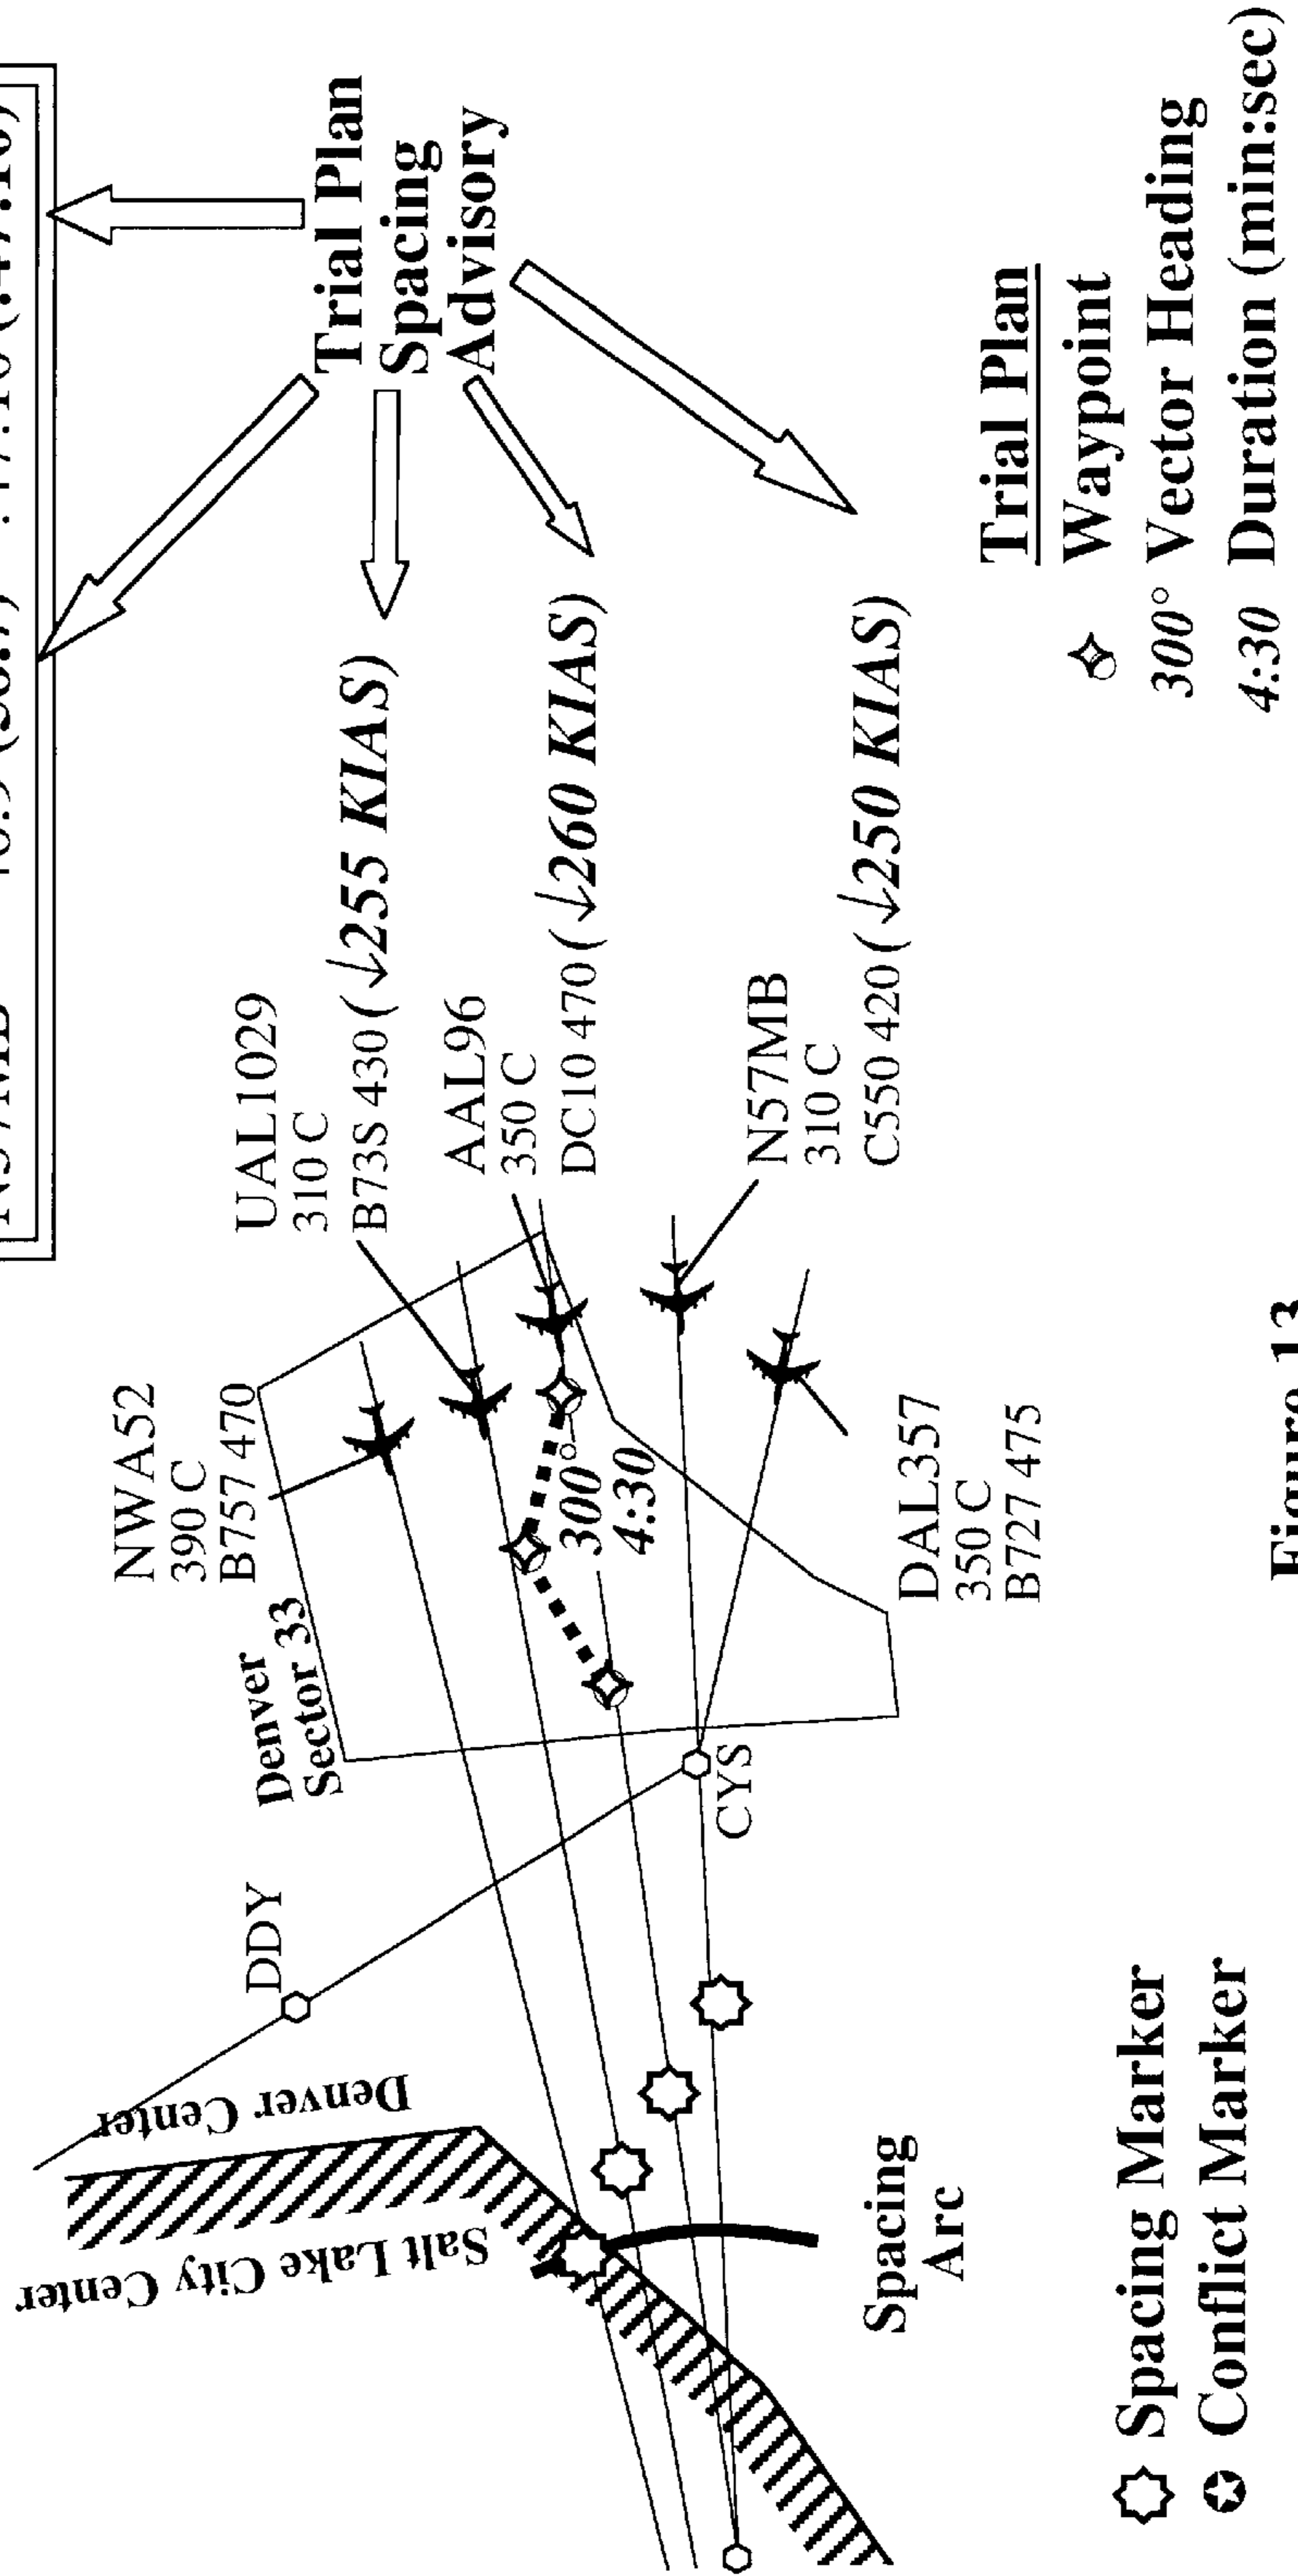 N57MB
Trial Plan
Spacing
Advisory
NWA52
390 C
B757 470
UAL1029
310 C
B73S 430 (↓255 KIAS)
AAL96
350 C
DC10 470 (↓260 KIAS)
N57MB
310 C
C550 420 (↓250 KIAS)
DAL357
350 C
B727 475
Denver
Sector 33
300°
4:30
DDY
CYS
Denver Center
Salt Lake City Center
Spacing
Arc
Spacing Marker
Conflict Marker
Trial Plan
Waypoint
300° Vector Heading
4:30 Duration (min:sec)
Figure 13